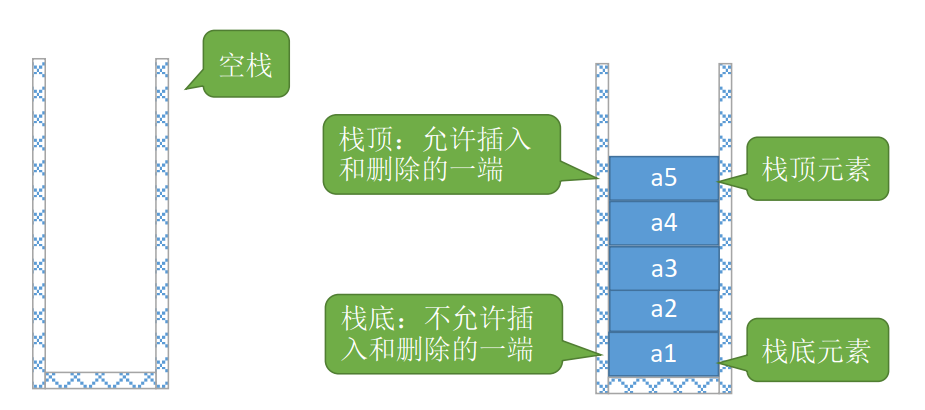 空栈
栈顶：允许插入
和删除的一端
栈顶元素
a5
a4
a3
a2
a1
栈底：不允许插
入和删除的一端
栈底元素